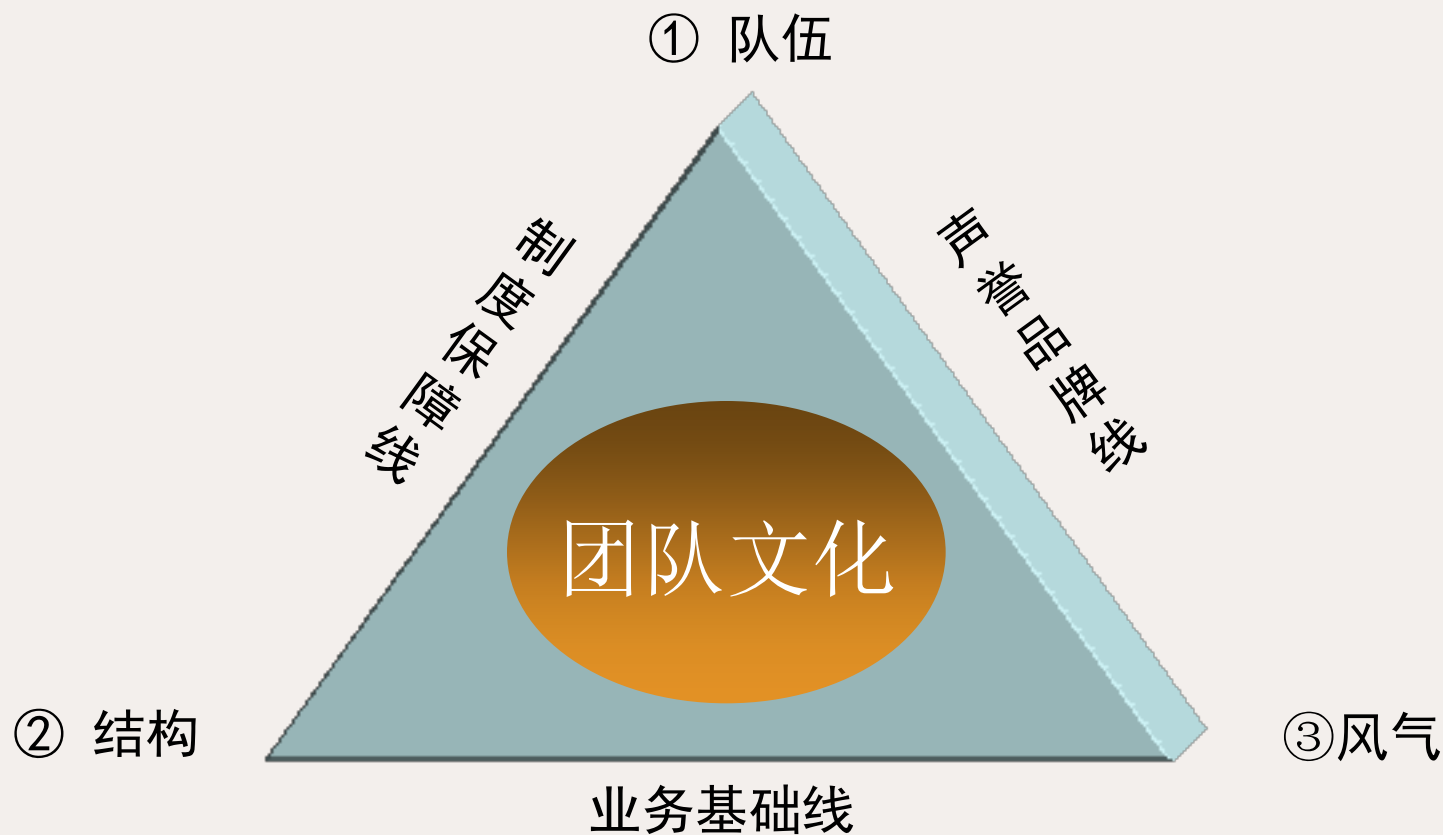 ① 队伍
制度保障线
声誉品牌线
团队文化
② 结构
③风气
业务基础线